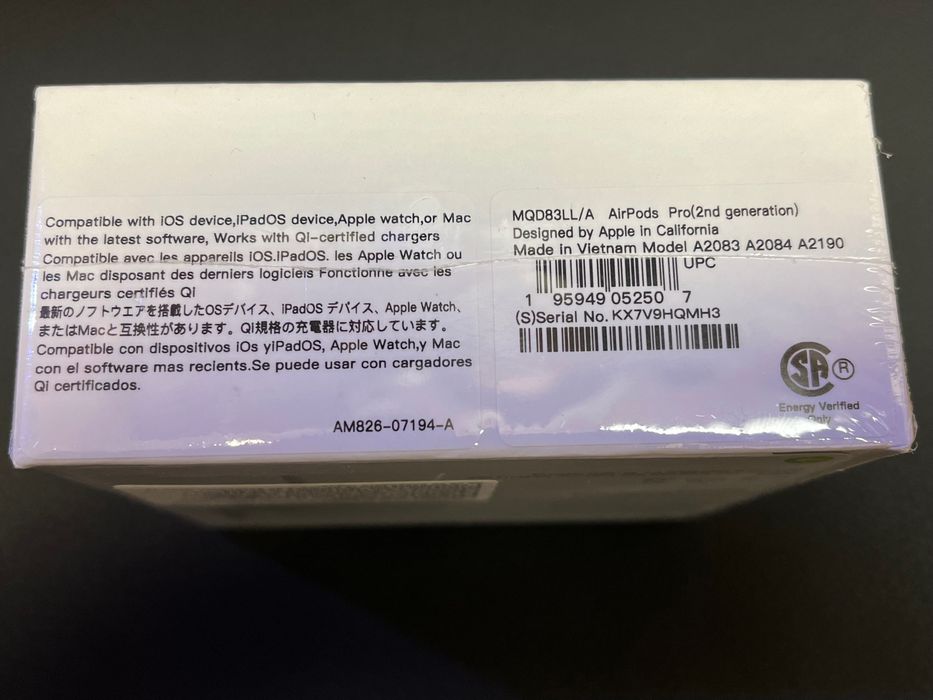 Compatible with iOS device,iPadOS device,Apple watch,or Mac
with the latest software, Works with Qi-certified chargers
Compatible avec les appareils iOS.IPadOS. les Apple Watch ou
les Mac disposant des derniers logiciels Fonctionne avec les
chargeurs certifiés Qi
最新のノフトウエアを搭載したOSデバイス、iPadOS デバイス、Apple Watch、
またはMacと互換性があります。Qi規格の充電器に対応しています。
Compatible con dispositivos iOs yiPadOS, Apple Watch,y Mac
con el software mas recients.Se puede usar con cargadores
Qi certificados.
AM826-07194-A
MQD83LL/A AirPods Pro(2nd generation)
Designed by Apple in California
Made in Vietnam Model A2083 A2084 A2190
UPC
1 95949 05250 7
(S)Serial No. KX7V9HQMH3
SA ®
Energy Verified
Only